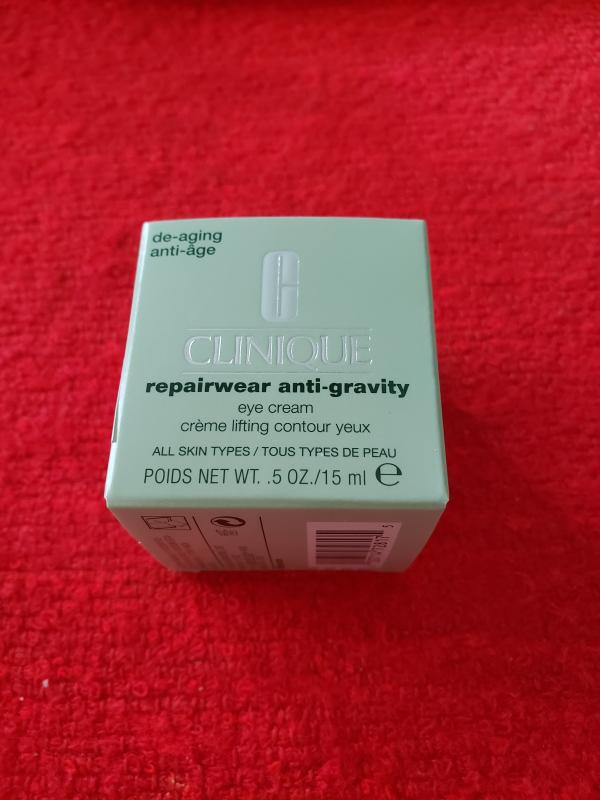 de-aging
anti-âge
C
CLINIQUE
repairwear anti-gravity
eye cream
crème lifting contour yeux
ALL SKIN TYPES / TOUS TYPES DE PEAU
POIDS NET WT. .5 OZ./15 ml ℮